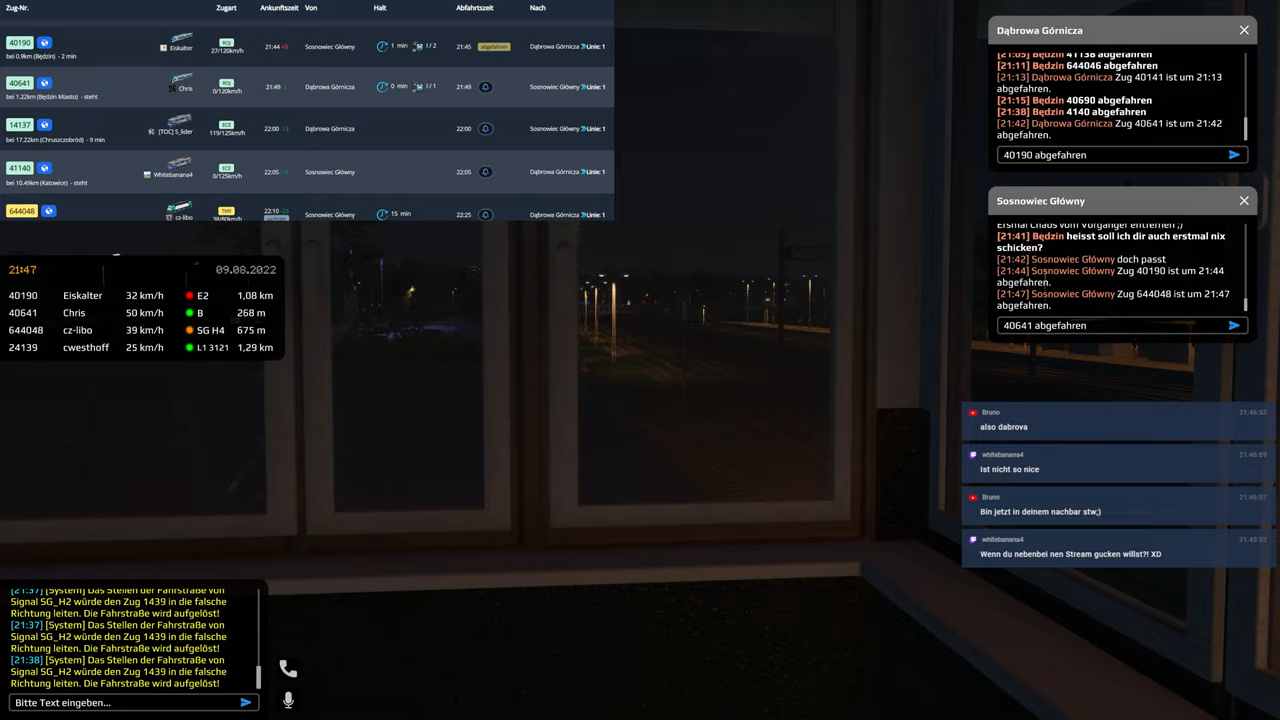 Zug-Nr. Zugart Ankunftszeit Von Halt Abfahrtszeit Nach
40190 Eiskalter ROJ 27/120km/h 21:44 +3 Sosnowiec Główny 1 min I / 2 21:45 abgefahren Dąbrowa Górnicza Linie: 1
bei 0.9km (Będzin) - 2 min
40641 Chris ROJ 0/120km/h 21:49 Dąbrowa Górnicza 0 min I / 1 21:49 Sosnowiec Główny Linie: 1
bei 1.22km (Będzin Miasto) - steht
14137 [TOC] S_lider ECE 119/125km/h 22:00 -13 Dąbrowa Górnicza 22:00 Sosnowiec Główny Linie: 1
bei 17.22km (Chruszczobród) - 9 min
41140 Whitebanana4 ECE 0/125km/h 22:05 Sosnowiec Główny 22:05 Dąbrowa Górnicza Linie: 1
bei 10.49km (Katowice) - steht
644048 cz-libo TME 38/80km/h 22:10 Sosnowiec Główny 15 min 22:25 Dąbrowa Górnicza Linie: 1
21:47 09.08.2022
40190 Eiskalter 32 km/h E2 1,08 km
40641 Chris 50 km/h B 268 m
644048 cz-libo 39 km/h SG H4 675 m
24139 cwesthoff 25 km/h L1 3121 1,29 km
[21:37] [System] Das Stellen der Fahrstraße von
Signal SG_H2 würde den Zug 1439 in die falsche
Richtung leiten. Die Fahrstraße wird aufgelöst!
[21:37] [System] Das Stellen der Fahrstraße von
Signal SG_H2 würde den Zug 1439 in die falsche
Richtung leiten. Die Fahrstraße wird aufgelöst!
[21:38] [System] Das Stellen der Fahrstraße von
Signal SG_H2 würde den Zug 1439 in die falsche
Richtung leiten. Die Fahrstraße wird aufgelöst!
Bitte Text eingeben...
Dąbrowa Górnicza
[21:05] Będzin 41138 abgefahren
[21:11] Będzin 644046 abgefahren
[21:13] Dąbrowa Górnicza Zug 40141 ist um 21:13
abgefahren.
[21:15] Będzin 40690 abgefahren
[21:38] Będzin 4140 abgefahren
[21:42] Dąbrowa Górnicza Zug 40641 ist um 21:42
abgefahren.
40190 abgefahren
Sosnowiec Główny
Ersmal Chaos vom Vorgänger entfernen ;)
[21:41] Będzin heisst soll ich dir auch erstmal nix
schicken?
[21:42] Sosnowiec Główny doch passt
[21:44] Sosnowiec Główny Zug 40190 ist um 21:44
abgefahren.
[21:47] Sosnowiec Główny Zug 644048 ist um 21:47
abgefahren.
40641 abgefahren
Bruno 21:46:52
also dabrova
whitebanana4 21:46:09
Ist nicht so nice
Bruno 21:46:07
Bin jetzt in deinem nachbar stw;)
whitebanana4 21:45:52
Wenn du nebenbei nen Stream gucken willst?! XD